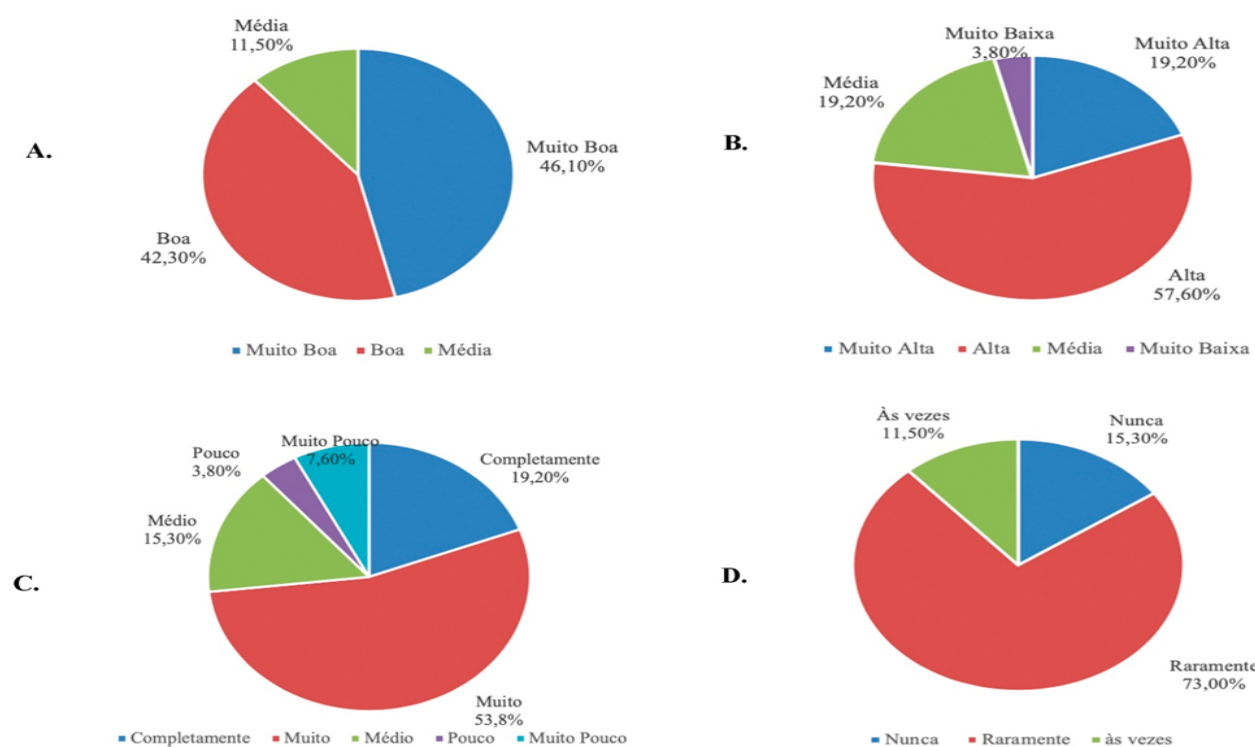 A.
Média
11,50%
Muito Boa
46,10%
Boa
42,30%
Muito Boa Boa Média
B.
Muito Baixa
3,80%
Muito Alta
19,20%
Média
19,20%
Alta
57,60%
Muito Alta Alta Média Muito Baixa
C.
Muito Pouco
7,60%
Pouco
3,80%
Completamente
19,20%
Médio
15,30%
Muito
53,8%
Completamente Muito Médio Pouco Muito Pouco
D.
Às vezes
11,50%
Nunca
15,30%
Raramente
73,00%
Nunca Raramente às vezes